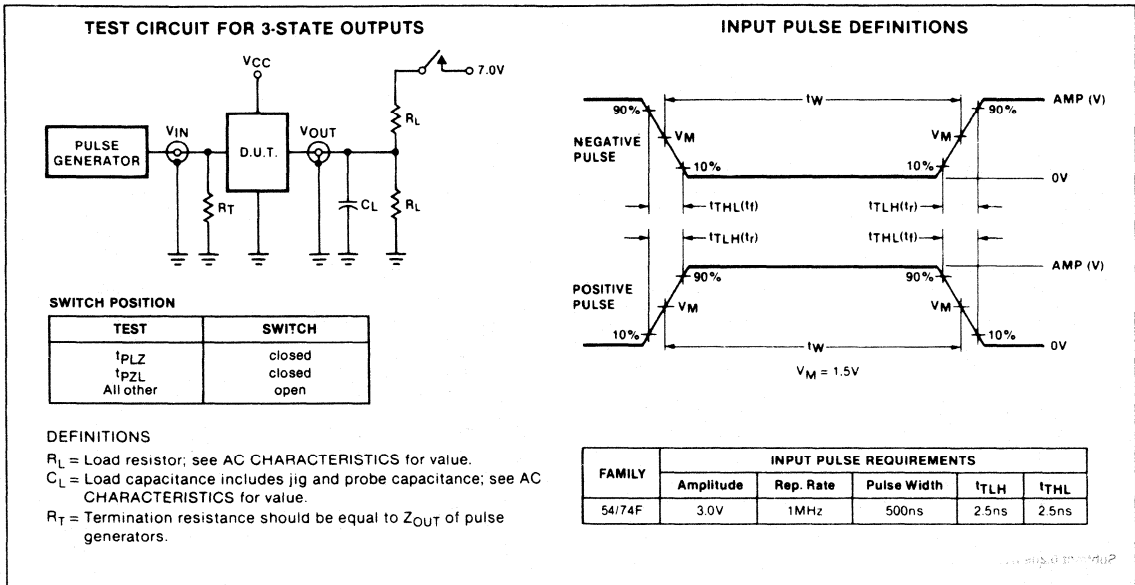 TEST CIRCUIT FOR 3-STATE OUTPUTS
VCC
7.0V
RL
VIN
VOUT
PULSE
GENERATOR
D.U.T.
RT
CL
RL
SWITCH POSITION
TEST SWITCH
tPLZ closed
tPZL closed
All other open
DEFINITIONS
RL = Load resistor; see AC CHARACTERISTICS for value.
CL = Load capacitance includes jig and probe capacitance; see AC
CHARACTERISTICS for value.
RT = Termination resistance should be equal to ZOUT of pulse
generators.
INPUT PULSE DEFINITIONS
90% tW 90% AMP (V)
NEGATIVE
PULSE
VM VM
10% 10%
0V
tTHL(tf) tTLH(tr)
tTLH(tr) tTHL(tf)
AMP (V)
90% 90%
POSITIVE
PULSE
VM VM
10% 10%
tW 0V
VM = 1.5V
FAMILY INPUT PULSE REQUIREMENTS
Amplitude Rep. Rate Pulse Width tTLH tTHL
54/74F 3.0V 1MHz 500ns 2.5ns 2.5ns